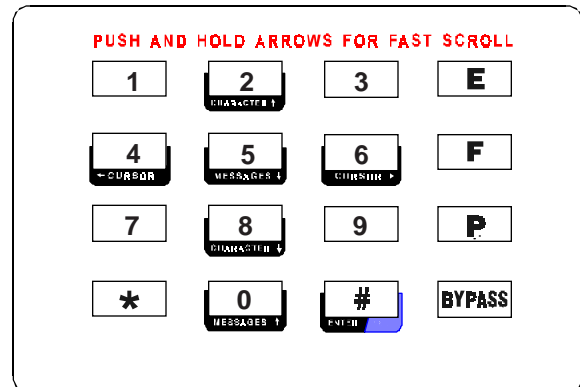 PUSH AND HOLD ARROWS FOR FAST SCROLL
1 2 3 E
CHARACTER ↑
4 5 6 F
←CURSOR MESSAGES ↓ CURSOR →
7 8 9 P
CHARACTER ↓
* 0 # BYPASS
MESSAGES ↑ ENTER